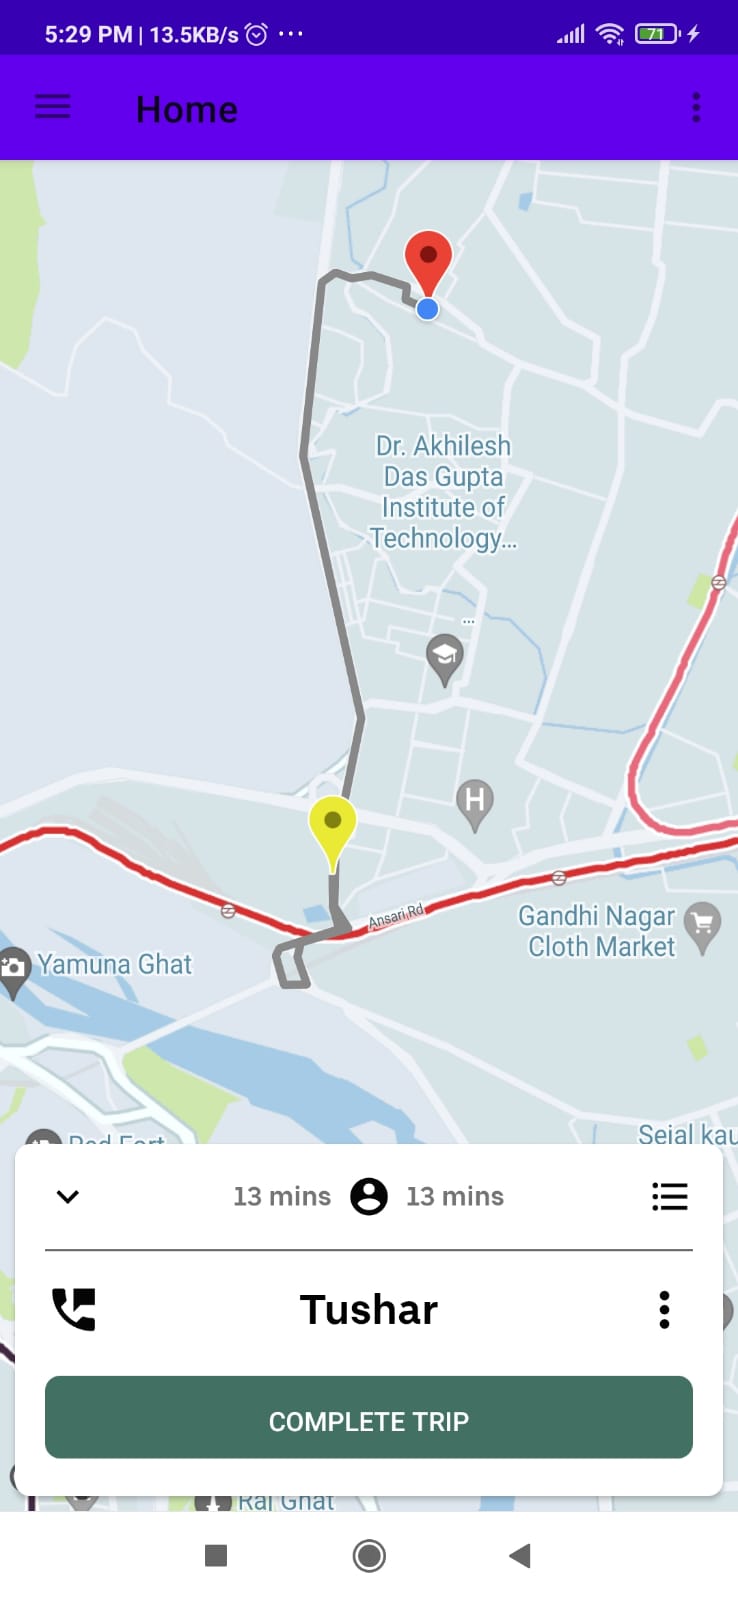 5:29 PM | 13.5KB/s ...
71
Home
Dr. Akhilesh
Das Gupta
Institute of
Technology...
...
H
Ansari Rd
Gandhi Nagar
Cloth Market
Yamuna Ghat
Red Fort
Sejal kau
13 mins 13 mins
Tushar
COMPLETE TRIP
Raj Ghat